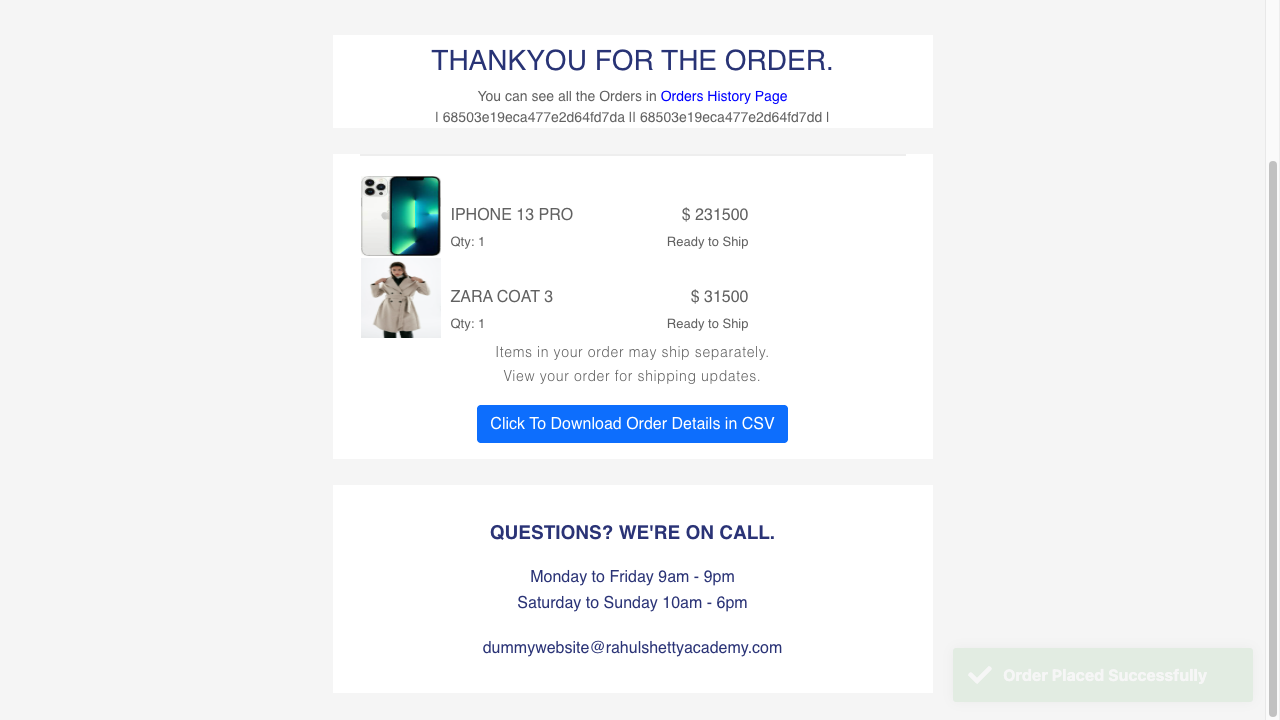 THANKYOU FOR THE ORDER.
You can see all the Orders in Orders History Page
| 68503e19eca477e2d64fd7da || 68503e19eca477e2d64fd7dd |
IPHONE 13 PRO
$ 231500
Qty: 1
Ready to Ship
ZARA COAT 3
$ 31500
Qty: 1
Ready to Ship
Items in your order may ship separately.
View your order for shipping updates.
Click To Download Order Details in CSV
QUESTIONS? WE'RE ON CALL.
Monday to Friday 9am - 9pm
Saturday to Sunday 10am - 6pm
dummywebsite@rahulshettyacademy.com
Order Placed Successfully